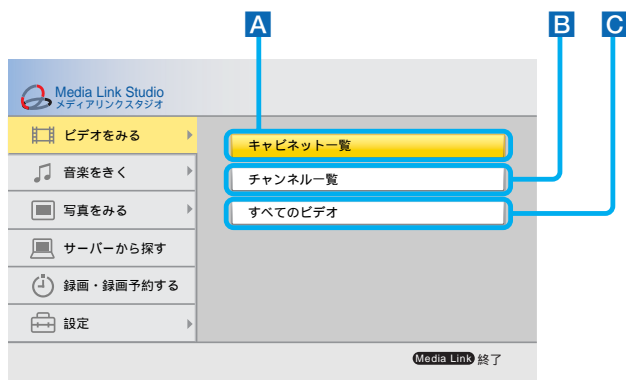 A
B
C
Media Link Studio
メディアリンクスタジオ
ビデオをみる
音楽をきく
写真をみる
サーバーから探す
録画・録画予約する
設定
キャビネット一覧
チャンネル一覧
すべてのビデオ
Media Link 終了